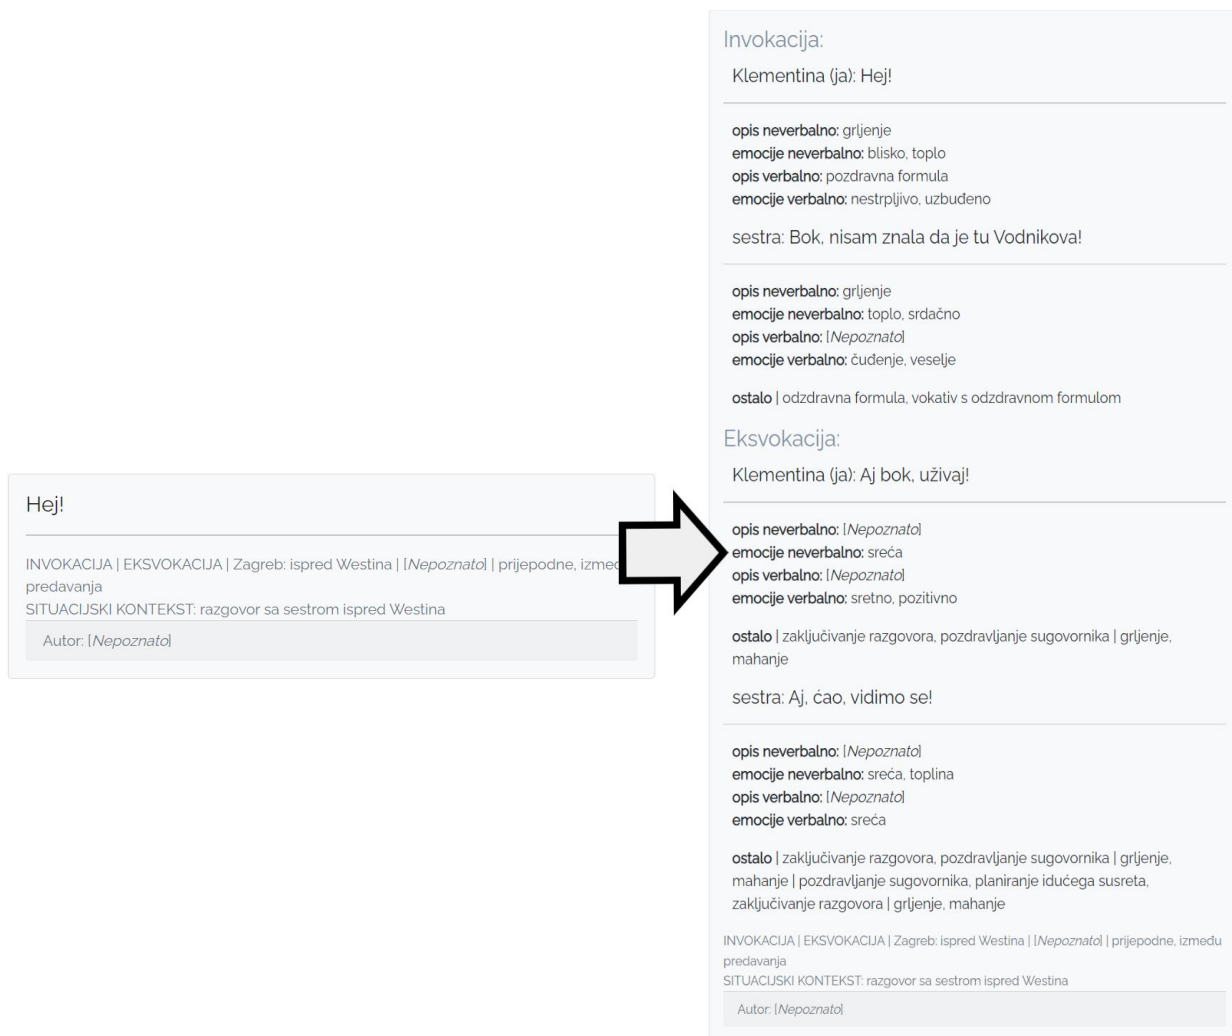 Hej!
INVOKACIJA | EKSVOKACIJA | Zagreb: ispred Westina | [Nepoznato] | prijepodne,
predavanja
SITUACIJSKI KONTEKST: razgovor sa sestrom ispred Westina
Autor: [Nepoznato]
Invokacija:
Klementina (ja): Hej!
opis neverbalno: grljenje
emocije neverbalno: blisko, toplo
opis verbalno: pozdravna formula
emocije verbalno: nestrpljivo, uzbuđeno
sestra: Bok, nisam znala da je tu Vodnikova!
opis neverbalno: grljenje
emocije neverbalno: toplo, srdačno
opis verbalno: [Nepoznato]
emocije verbalno: čuđenje, veselje
ostalo | odzdravna formula, vokativ s odzdravnom formulom
Eksvokacija:
Klementina (ja): Aj bok, uživaj!
opis neverbalno: [Nepoznato]
emocije neverbalno: sreća
opis verbalno: [Nepoznato]
emocije verbalno: sretno, pozitivno
ostalo | zaključivanje razgovora, pozdravljanje sugovornika | grljenje,
mahanje
sestra: Aj, ćao, vidimo se!
opis neverbalno: [Nepoznato]
emocije neverbalno: sreća, toplina
opis verbalno: [Nepoznato]
emocije verbalno: sreća
ostalo | zaključivanje razgovora, pozdravljanje sugovornika | grljenje,
mahanje | pozdravljanje sugovornika, planiranje idućega susreta,
zaključivanje razgovora | grljenje, mahanje
INVOKACIJA | EKSVOKACIJA | Zagreb: ispred Westina | [Nepoznato] | prijepodne, između
predavanja
SITUACIJSKI KONTEKST: razgovor sa sestrom ispred Westina
Autor: [Nepoznato]